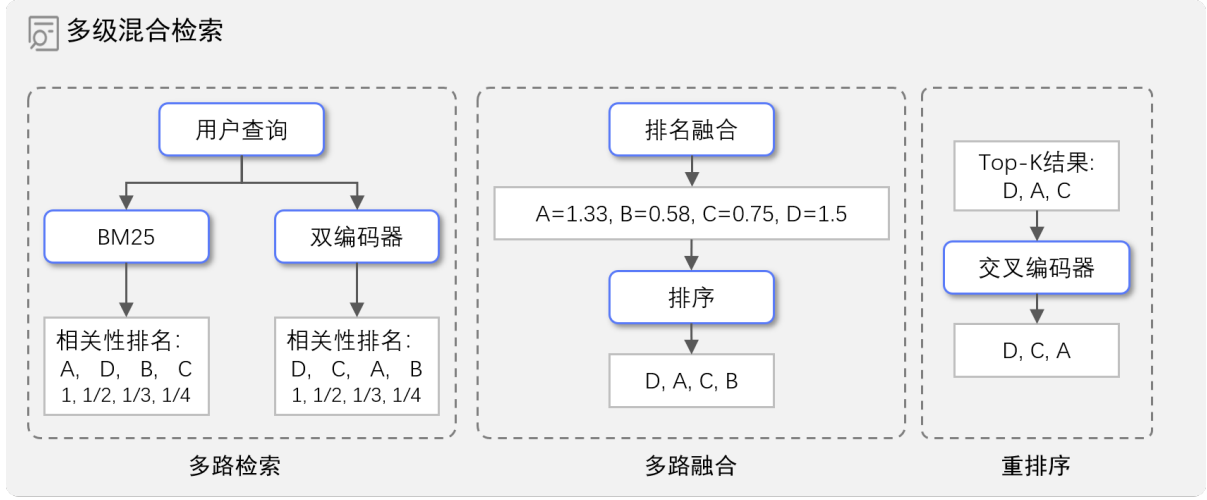 多级混合检索
用户查询
BM25
双编码器
相关性排名:
A, D, B, C
1, 1/2, 1/3, 1/4
相关性排名:
D, C, A, B
1, 1/2, 1/3, 1/4
多路检索
排名融合
A=1.33, B=0.58, C=0.75, D=1.5
排序
D, A, C, B
多路融合
Top-K结果:
D, A, C
交叉编码器
D, C, A
重排序